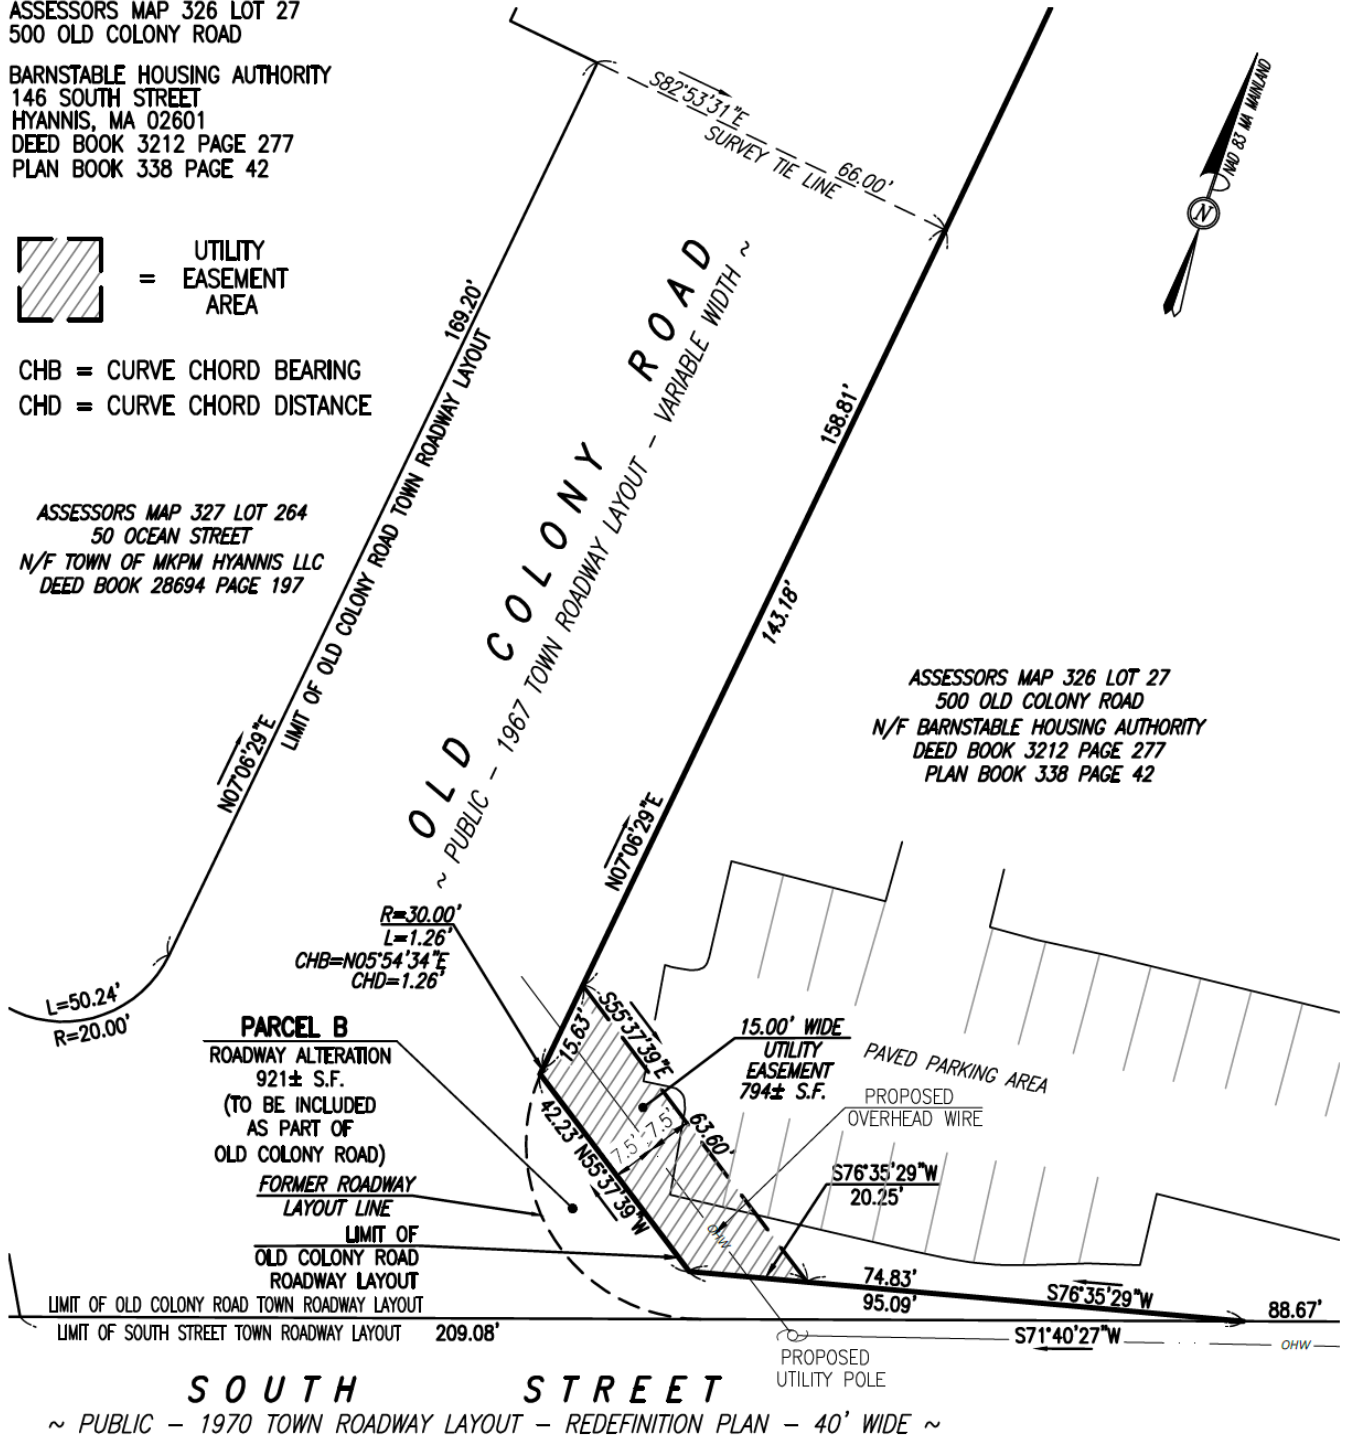 ASSESSORS MAP 326 LOT 27
500 OLD COLONY ROAD
BARNSTABLE HOUSING AUTHORITY
146 SOUTH STREET
HYANNIS, MA 02601
DEED BOOK 3212 PAGE 277
PLAN BOOK 338 PAGE 42
UTILITY
= EASEMENT
AREA
CHB = CURVE CHORD BEARING
CHD = CURVE CHORD DISTANCE
ASSESSORS MAP 327 LOT 264
50 OCEAN STREET
N/F TOWN OF MKPM HYANNIS LLC
DEED BOOK 28694 PAGE 197
S82°53'31"E
SURVEY TIE LINE
66.00'
NAD 83 MA MAINLAND
N
169.20'
LIMIT OF OLD COLONY ROAD TOWN ROADWAY LAYOUT
N07°06'29"E
OLD COLONY ROAD
~ PUBLIC - 1967 TOWN ROADWAY LAYOUT - VARIABLE WIDTH ~
158.81'
143.18'
N07°06'29"E
ASSESSORS MAP 326 LOT 27
500 OLD COLONY ROAD
N/F BARNSTABLE HOUSING AUTHORITY
DEED BOOK 3212 PAGE 277
PLAN BOOK 338 PAGE 42
R=30.00'
L=1.26'
CHB=N05°54'34"E
CHD=1.26'
L=50.24'
R=20.00'
PARCEL B
ROADWAY ALTERATION
921± S.F.
(TO BE INCLUDED
AS PART OF
OLD COLONY ROAD)
FORMER ROADWAY
LAYOUT LINE
LIMIT OF
OLD COLONY ROAD
ROADWAY LAYOUT
15.63'
S55°37'39"E
63.60'
42.23' N55°37'39"W
7.5' 7.5'
15.00' WIDE
UTILITY
EASEMENT
794± S.F.
PAVED PARKING AREA
PROPOSED
OVERHEAD WIRE
OHW
S76°35'29"W
20.25'
74.83'
95.09'
S76°35'29"W
88.67'
LIMIT OF OLD COLONY ROAD TOWN ROADWAY LAYOUT
LIMIT OF SOUTH STREET TOWN ROADWAY LAYOUT 209.08'
S71°40'27"W
OHW
PROPOSED
UTILITY POLE
SOUTH STREET
~ PUBLIC - 1970 TOWN ROADWAY LAYOUT - REDEFINITION PLAN - 40' WIDE ~